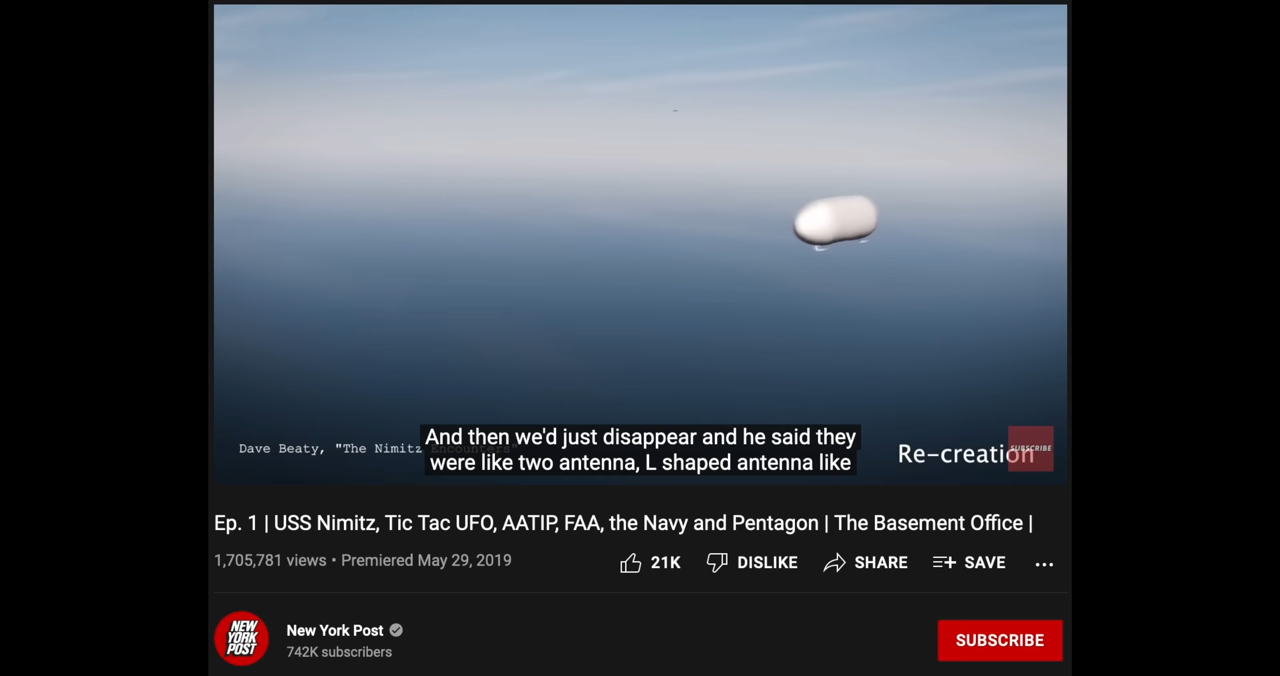 Dave Beaty, "The Nimitz Encounters"
And then we'd just disappear and he said they
were like two antenna, L shaped antenna like
Re-creation
SUBSCRIBE
Ep. 1 | USS Nimitz, Tic Tac UFO, AATIP, FAA, the Navy and Pentagon | The Basement Office |
1,705,781 views • Premiered May 29, 2019
21K
DISLIKE
SHARE
SAVE
NEW
YORK
POST
New York Post
742K subscribers
SUBSCRIBE